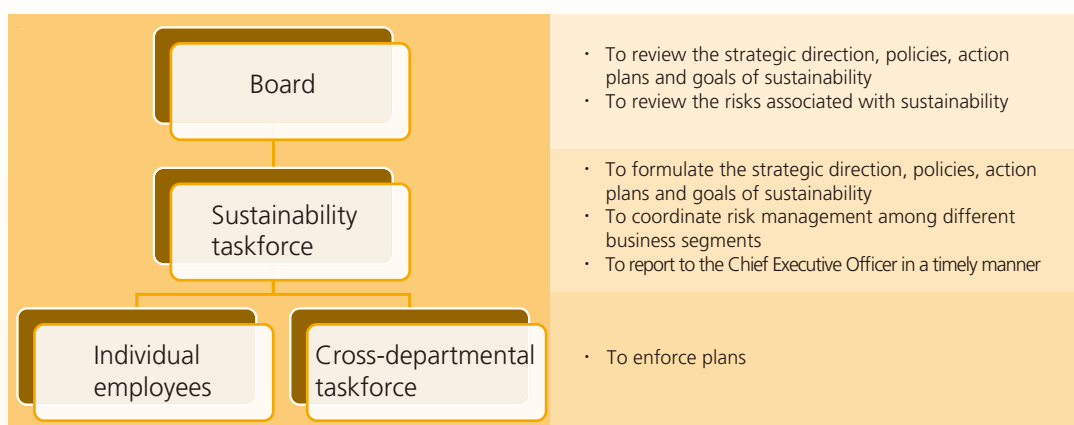 Board
· To review the strategic direction, policies, action
plans and goals of sustainability
· To review the risks associated with sustainability
Sustainability
taskforce
· To formulate the strategic direction, policies, action
plans and goals of sustainability
· To coordinate risk management among different
business segments
· To report to the Chief Executive Officer in a timely manner
Individual
employees
Cross-departmental
taskforce
· To enforce plans